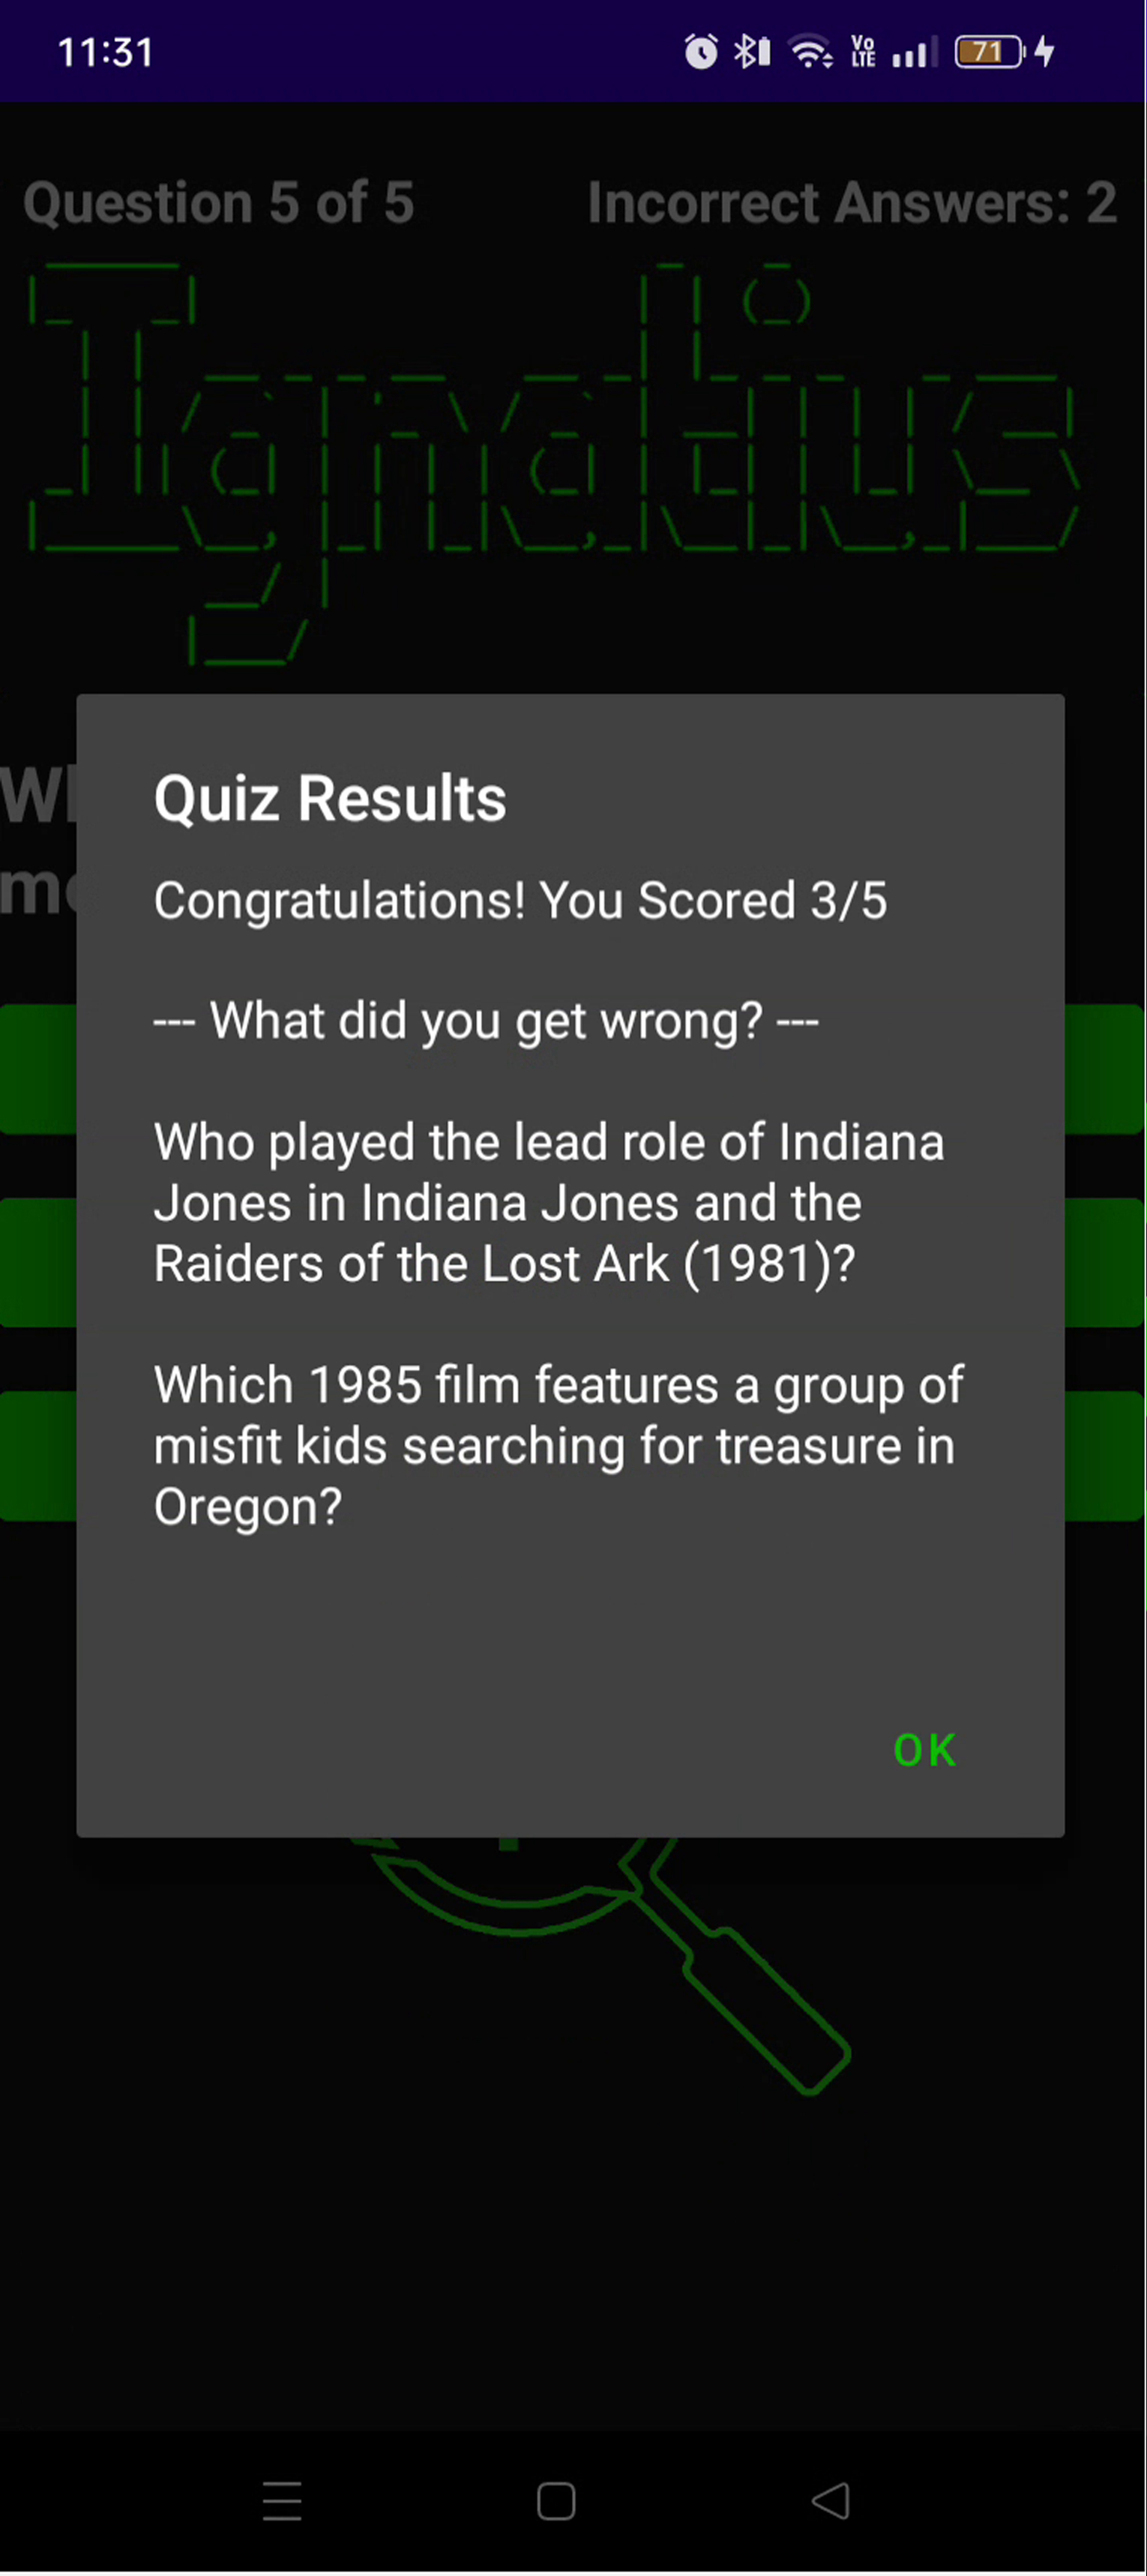 11:31
Vo
LTE
71
Question 5 of 5
Incorrect Answers: 2
Ignatius
Quiz Results
Congratulations! You Scored 3/5
--- What did you get wrong? ---
Who played the lead role of Indiana
Jones in Indiana Jones and the
Raiders of the Lost Ark (1981)?
Which 1985 film features a group of
misfit kids searching for treasure in
Oregon?
OK